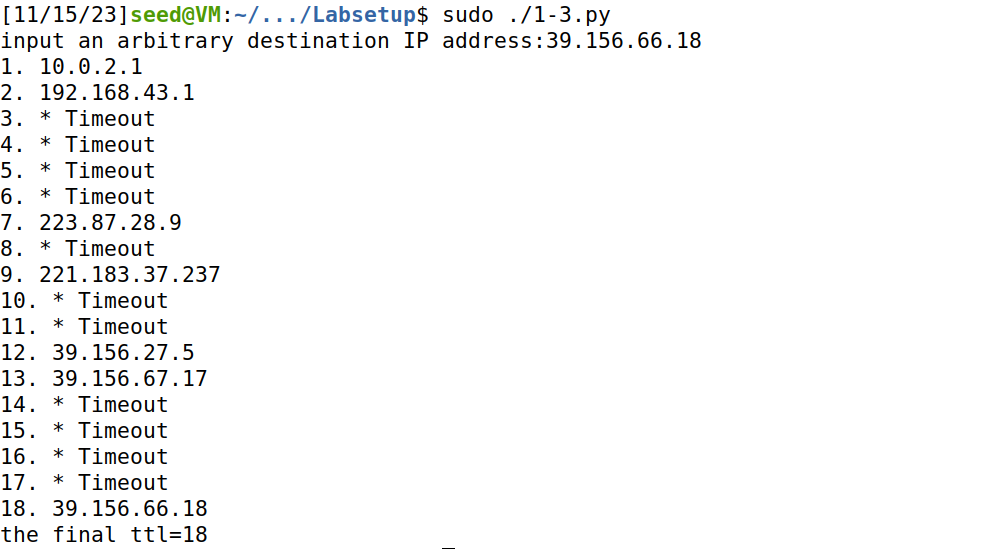 [11/15/23]seed@VM:~/.../Labsetup$ sudo ./1-3.py
input an arbitrary destination IP address:39.156.66.18
1. 10.0.2.1
2. 192.168.43.1
3. * Timeout
4. * Timeout
5. * Timeout
6. * Timeout
7. 223.87.28.9
8. * Timeout
9. 221.183.37.237
10. * Timeout
11. * Timeout
12. 39.156.27.5
13. 39.156.67.17
14. * Timeout
15. * Timeout
16. * Timeout
17. * Timeout
18. 39.156.66.18
the final ttl=18